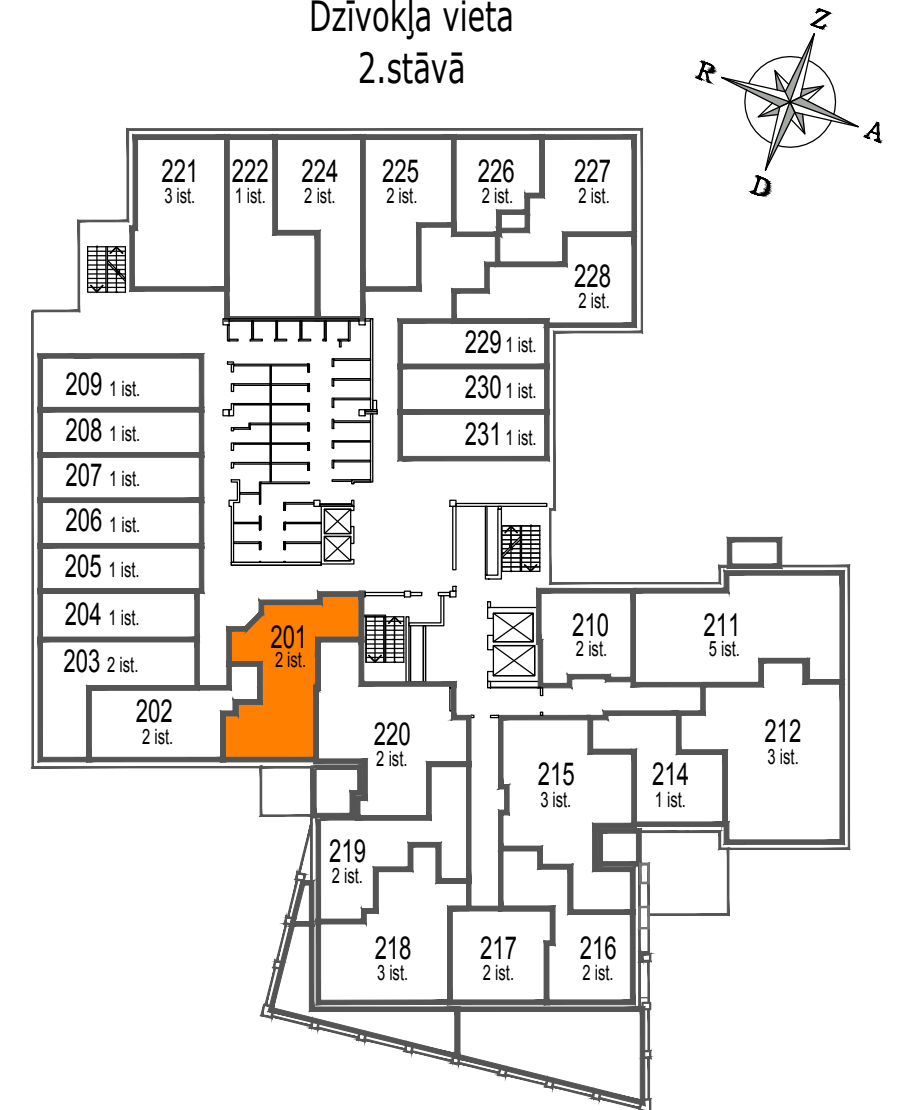 Dzīvokļa vieta
2.stāvā
Z
R
A
D
221
3 ist.
222
1 ist.
224
2 ist.
225
2 ist.
226
2 ist.
227
2 ist.
228
2 ist.
229 1 ist.
230 1 ist.
231 1 ist.
209 1 ist.
208 1 ist.
207 1 ist.
206 1 ist.
205 1 ist.
204 1 ist.
203 2 ist.
202
2 ist.
201
2 ist.
210
2 ist.
211
5 ist.
212
3 ist.
220
2 ist.
215
3 ist.
214
1 ist.
219
2 ist.
218
3 ist.
217
2 ist.
216
2 ist.